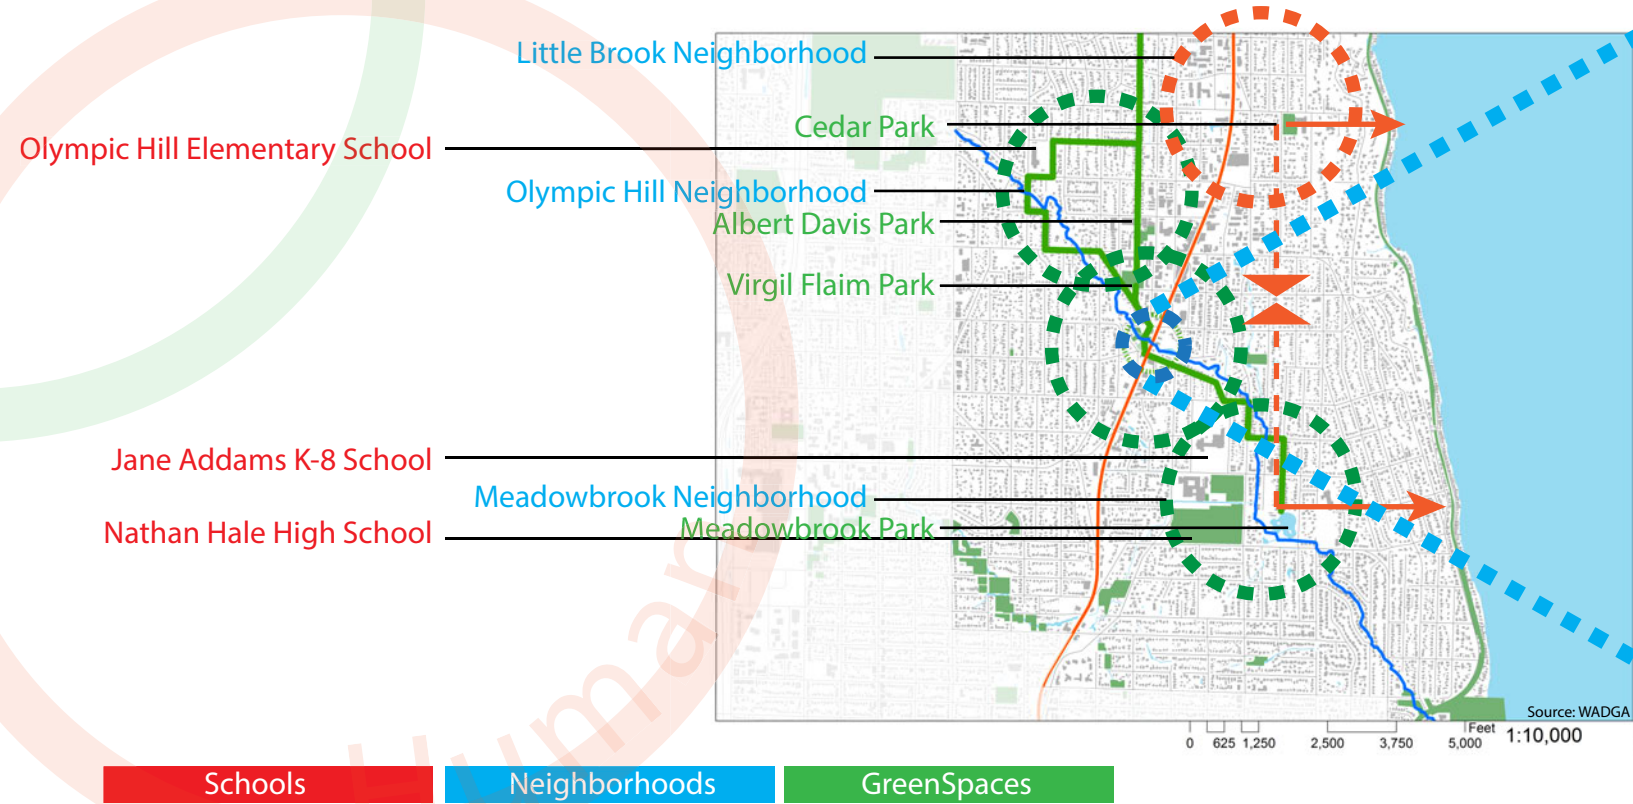 Little Brook Neighborhood
Cedar Park
Olympic Hill Elementary School
Olympic Hill Neighborhood
Albert Davis Park
Virgil Flaim Park
Jane Addams K-8 School
Meadowbrook Neighborhood
Meadowbrook Park
Nathan Hale High School
Human
Source: WADGA
Feet
0 625 1,250 2,500 3,750 5,000
1:10,000
Schools
Neighborhoods
GreenSpaces